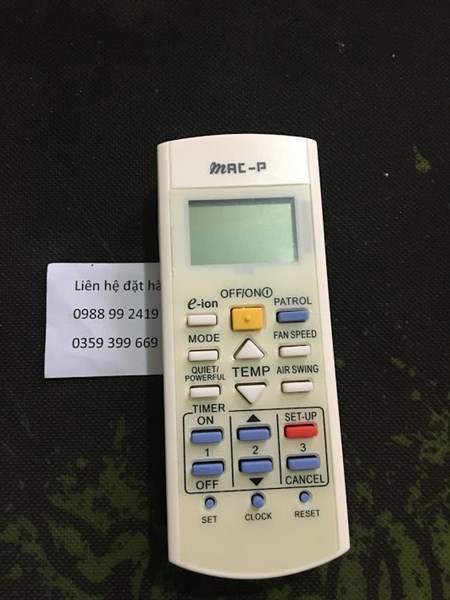 mAC-P
Liên hệ đặt
0988 99 2419
0359 399 669
OFF/ON
e-ion
PATROL
MODE
FAN SPEED
QUIET/
POWERFUL
TEMP
AIR SWING
TIMER
ON
SET-UP
1
2
3
OFF
CANCEL
SET
CLOCK
RESET